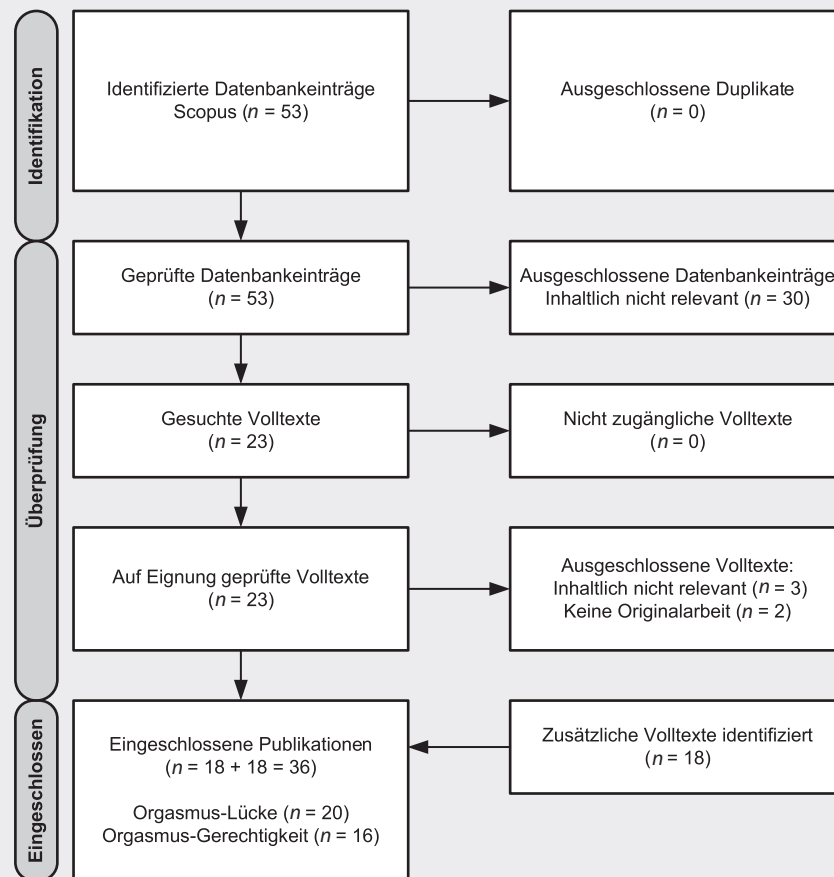 Identifikation
Identifizierte Datenbankeinträge
Scopus (n = 53)
Ausgeschlossene Duplikate
(n = 0)
Überprüfung
Geprüfte Datenbankeinträge
(n = 53)
Ausgeschlossene Datenbankeinträge
Inhaltlich nicht relevant (n = 30)
Gesuchte Volltexte
(n = 23)
Nicht zugängliche Volltexte
(n = 0)
Auf Eignung geprüfte Volltexte
(n = 23)
Ausgeschlossene Volltexte:
Inhaltlich nicht relevant (n = 3)
Keine Originalarbeit (n = 2)
Eingeschlossen
Eingeschlossene Publikationen
(n = 18 + 18 = 36)
Orgasmus-Lücke (n = 20)
Orgasmus-Gerechtigkeit (n = 16)
Zusätzliche Volltexte identifiziert
(n = 18)